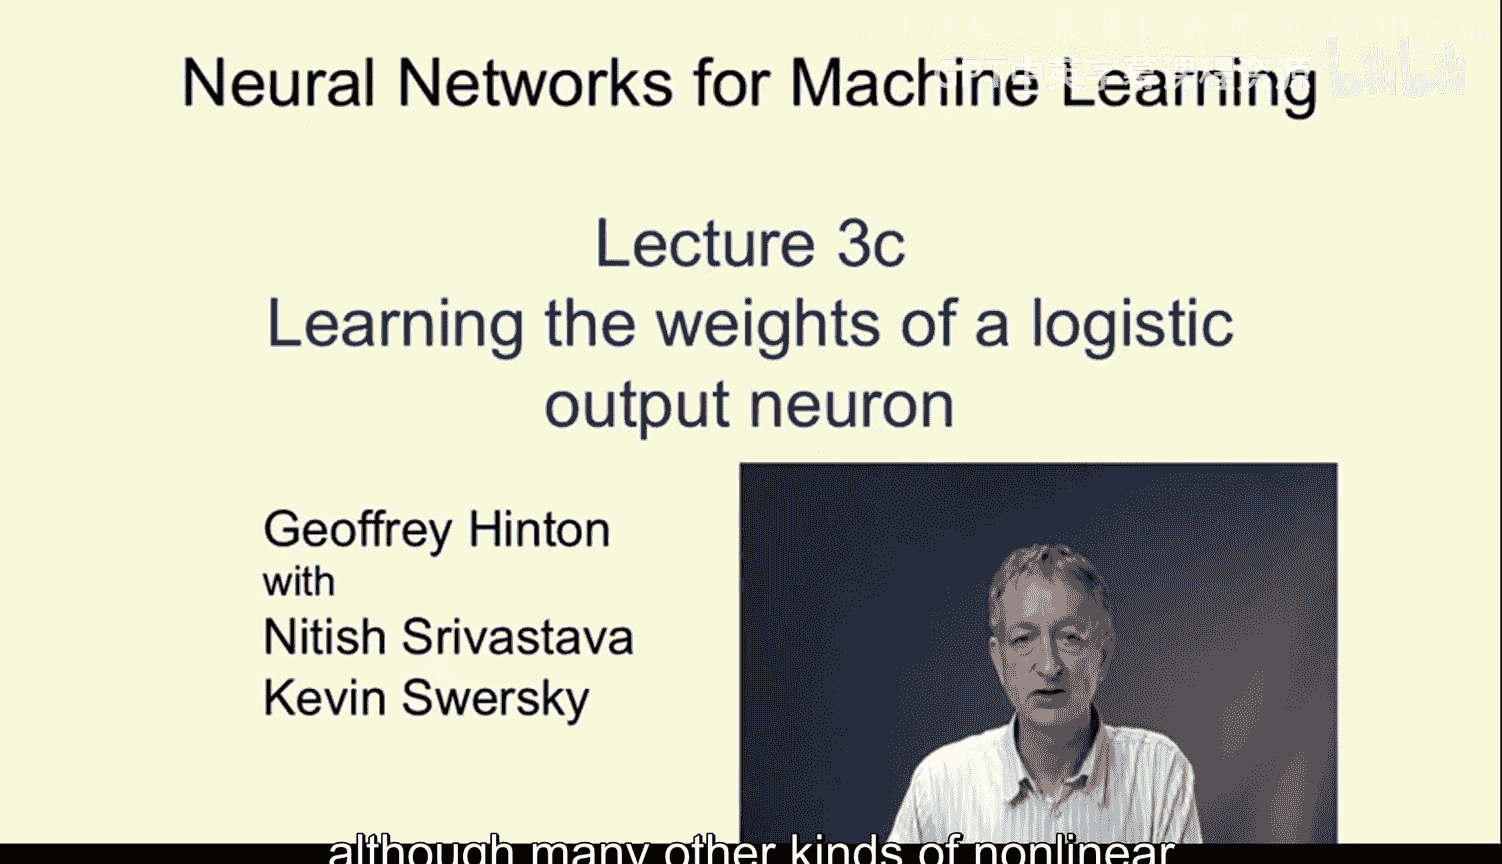 Neural Networks for Machine Learning
Lecture 3c
Learning the weights of a logistic
output neuron
Geoffrey Hinton
with
Nitish Srivastava
Kevin Swersky
although many other kinds of nonlinear